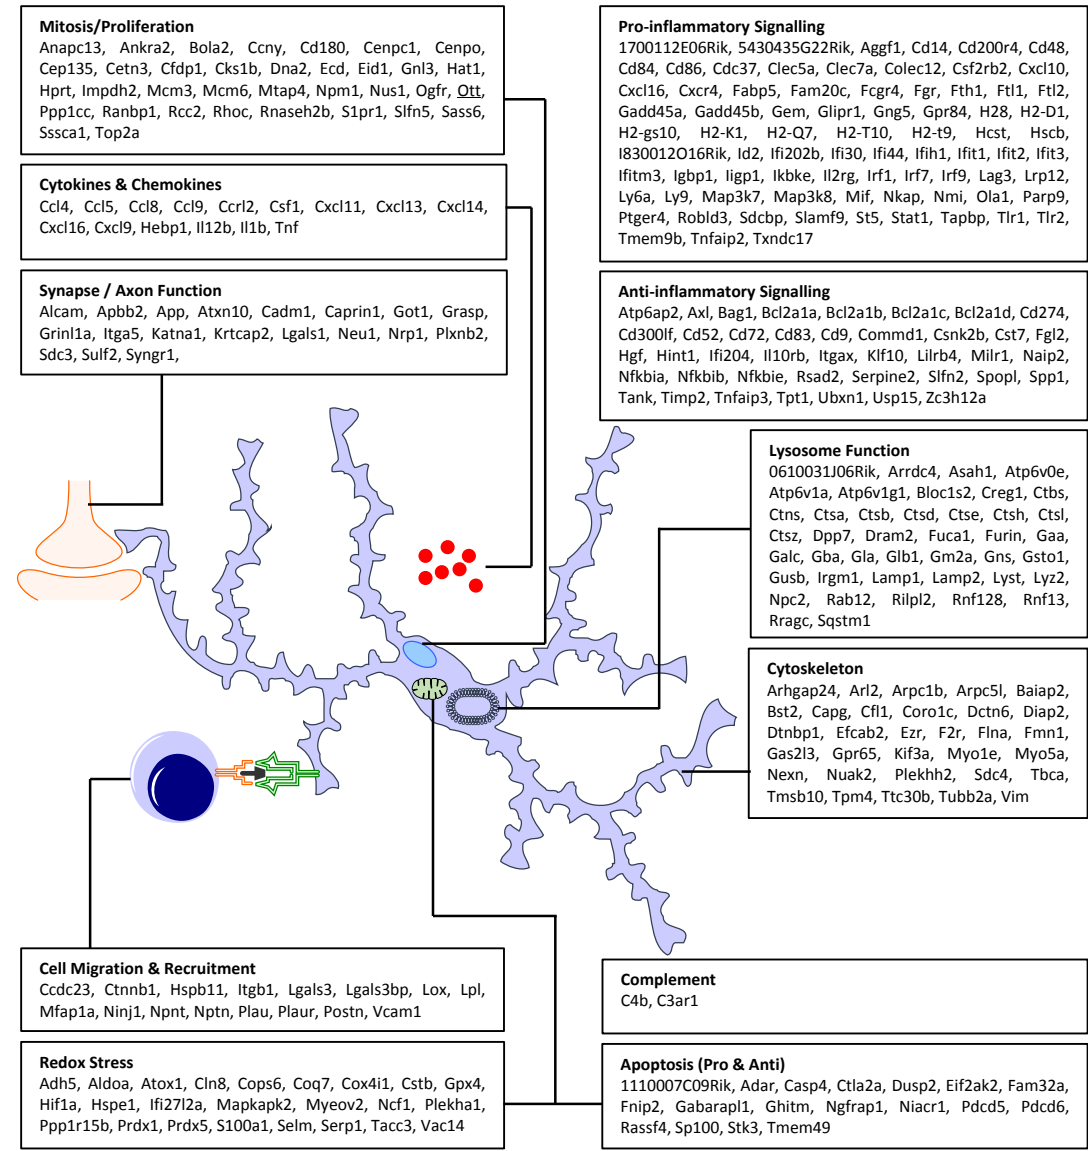 Mitosis/Proliferation
Anapc13, Ankra2, Bola2, Ccny, Cd180, Cenpc1, Cenpo,
Cep135, Cetn3, Cfdp1, Cks1b, Dna2, Ecd, Eid1, Gnl3, Hat1,
Hprt, Impdh2, Mcm3, Mcm6, Mtap4, Npm1, Nus1, Ogfr, Ott,
Ppp1cc, Ranbp1, Rcc2, Rhoc, Rnaseh2b, S1pr1, Slfn5, Sass6,
Sssca1, Top2a
Cytokines & Chemokines
Ccl4, Ccl5, Ccl8, Ccl9, Ccrl2, Csf1, Cxcl11, Cxcl13, Cxcl14,
Cxcl16, Cxcl9, Hebp1, Il12b, Il1b, Tnf
Synapse / Axon Function
Alcam, Apbb2, App, Atxn10, Cadm1, Caprin1, Got1, Grasp,
Grinl1a, Itga5, Katna1, Krtcap2, Lgals1, Neu1, Nrp1, Plxnb2,
Sdc3, Sulf2, Syngr1,
Pro-inflammatory Signalling
1700112E06Rik, 5430435G22Rik, Aggf1, Cd14, Cd200r4, Cd48,
Cd84, Cd86, Cdc37, Clec5a, Clec7a, Colec12, Csf2rb2, Cxcl10,
Cxcl16, Cxcr4, Fabp5, Fam20c, Fcgr4, Fgr, Fth1, Ftl1, Ftl2,
Gadd45a, Gadd45b, Gem, Glipr1, Gng5, Gpr84, H28, H2-D1,
H2-gs10, H2-K1, H2-Q7, H2-T10, H2-t9, Hcst, Hscb,
I830012O16Rik, Id2, Ifi202b, Ifi30, Ifi44, Ifih1, Ifit1, Ifit2, Ifit3,
Ifitm3, Igbp1, Iigp1, Ikbke, Il2rg, Irf1, Irf7, Irf9, Lag3, Lrp12,
Ly6a, Ly9, Map3k7, Map3k8, Mif, Nkap, Nmi, Ola1, Parp9,
Ptger4, Robld3, Sdcbp, Slamf9, St5, Stat1, Tapbp, Tlr1, Tlr2,
Tmem9b, Tnfaip2, Txndc17
Anti-inflammatory Signalling
Atp6ap2, Axl, Bag1, Bcl2a1a, Bcl2a1b, Bcl2a1c, Bcl2a1d, Cd274,
Cd300lf, Cd52, Cd72, Cd83, Cd9, Commd1, Csnk2b, Cst7, Fgl2,
Hgf, Hint1, Ifi204, Il10rb, Itgax, Klf10, Lilrb4, Milr1, Naip2,
Nfkbia, Nfkbib, Nfkbie, Rsad2, Serpine2, Slfn2, Spopl, Spp1,
Tank, Timp2, Tnfaip3, Tpt1, Ubxn1, Usp15, Zc3h12a
Lysosome Function
0610031J06Rik, Arrdc4, Asah1, Atp6v0e,
Atp6v1a, Atp6v1g1, Bloc1s2, Creg1, Ctbs,
Ctns, Ctsa, Ctsb, Ctsd, Ctse, Ctsh, Ctsl,
Ctsz, Dpp7, Dram2, Fuca1, Furin, Gaa,
Galc, Gba, Gla, Glb1, Gm2a, Gns, Gsto1,
Gusb, Irgm1, Lamp1, Lamp2, Lyst, Lyz2,
Npc2, Rab12, Rilpl2, Rnf128, Rnf13,
Rragc, Sqstm1
Cytoskeleton
Arhgap24, Arl2, Arpc1b, Arpc5l, Baiap2,
Bst2, Capg, Cfl1, Coro1c, Dctn6, Diap2,
Dtnbp1, Efcab2, Ezr, F2r, Flna, Fmn1,
Gas2l3, Gpr65, Kif3a, Myo1e, Myo5a,
Nexn, Nuak2, Plekhh2, Sdc4, Tbca,
Tmsb10, Tpm4, Ttc30b, Tubb2a, Vim
Cell Migration & Recruitment
Ccdc23, Ctnnb1, Hspb11, Itgb1, Lgals3, Lgals3bp, Lox, Lpl,
Mfap1a, Ninj1, Npnt, Nptn, Plau, Plaur, Postn, Vcam1
Redox Stress
Adh5, Aldoa, Atox1, Cln8, Cops6, Coq7, Cox4i1, Cstb, Gpx4,
Hif1a, Hspe1, Ifi27l2a, Mapkapk2, Myeov2, Ncf1, Plekha1,
Ppp1r15b, Prdx1, Prdx5, S100a1, Selm, Serp1, Tacc3, Vac14
Complement
C4b, C3ar1
Apoptosis (Pro & Anti)
1110007C09Rik, Adar, Casp4, Ctla2a, Dusp2, Eif2ak2, Fam32a,
Fnip2, Gabarapl1, Ghitm, Ngfrap1, Niacr1, Pdcd5, Pdcd6,
Rassf4, Sp100, Stk3, Tmem49